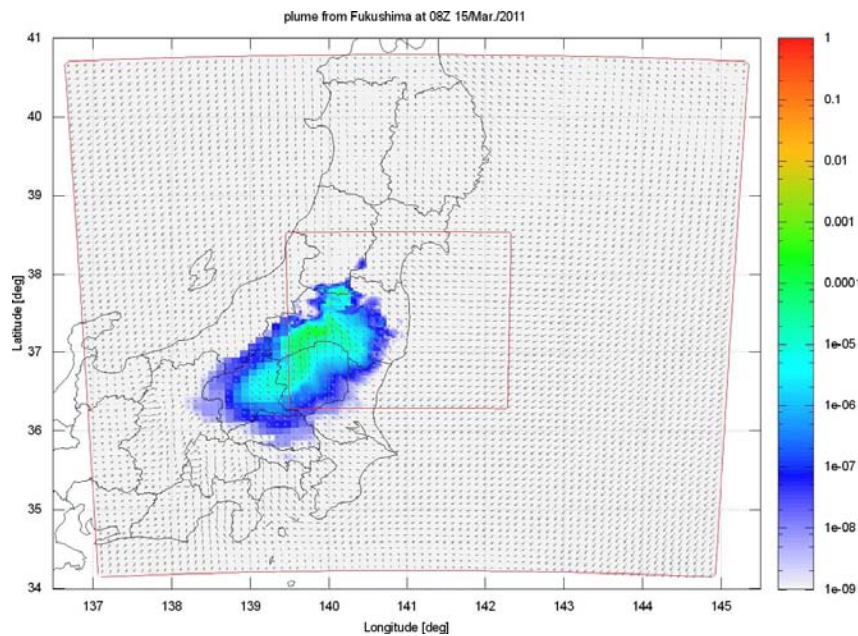 plume from Fukushima at 08Z 15/Mar./2011
41
40
39
38
37
36
35
34
Latitude [deg]
137
138
139
140
141
142
143
144
145
Longitude [deg]
1
0.1
0.01
0.001
0.0001
1e-05
1e-06
1e-07
1e-08
1e-09